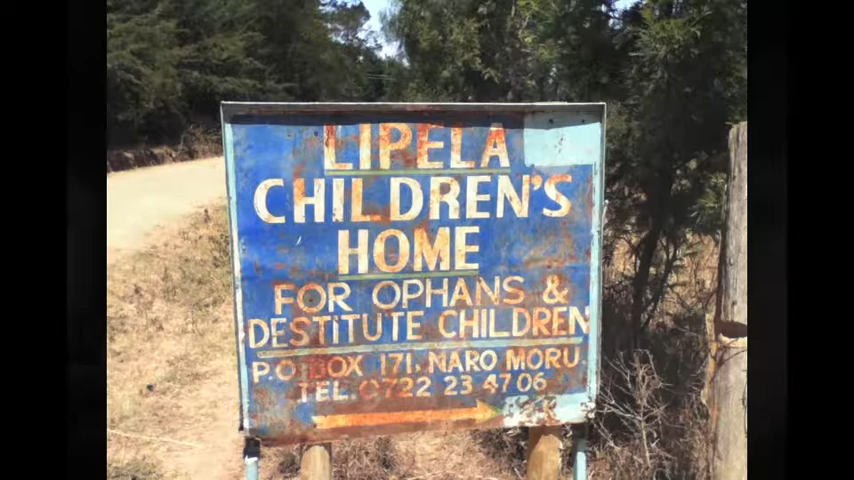 LIPELA
CHILDREN'S
HOME
FOR OPHANS &
DESTITUTE CHILDREN
P.O BOX 171, NARO MORU
TEL. 0722 23 47 06